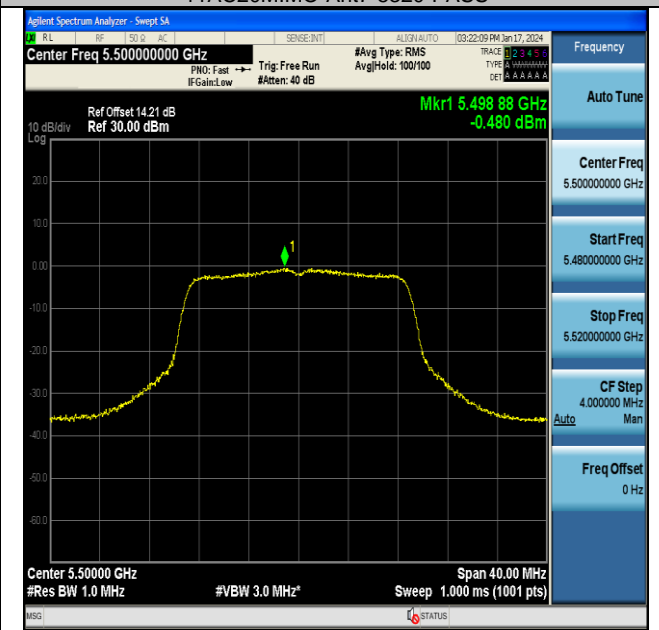 Agilent Spectrum Analyzer - Swept SA
RL RF 50 Ω AC SENSE:INT ALIGN AUTO 03:22:09 PM Jan 17, 2024
Center Freq 5.500000000 GHz #Avg Type: RMS TRACE 1 2 3 4 5 6 Frequency
PNO: Fast Trig: Free Run Avg|Hold: 100/100 TYPE A WWWWW
IFGain:Low #Atten: 40 dB DET A A A A A A
Auto Tune
Mkr1 5.498 88 GHz
-0.480 dBm
Ref Offset 14.21 dB
10 dB/div Ref 30.00 dBm
Log
Center Freq
5.500000000 GHz
20.0
10.0
Start Freq
5.480000000 GHz
1
0.00
-10.0
Stop Freq
5.520000000 GHz
-20.0
-30.0
CF Step
4.000000 MHz
Auto Man
-40.0
Freq Offset
0 Hz
-50.0
-60.0
Center 5.50000 GHz Span 40.00 MHz
#Res BW 1.0 MHz #VBW 3.0 MHz* Sweep 1.000 ms (1001 pts)
MSG STATUS